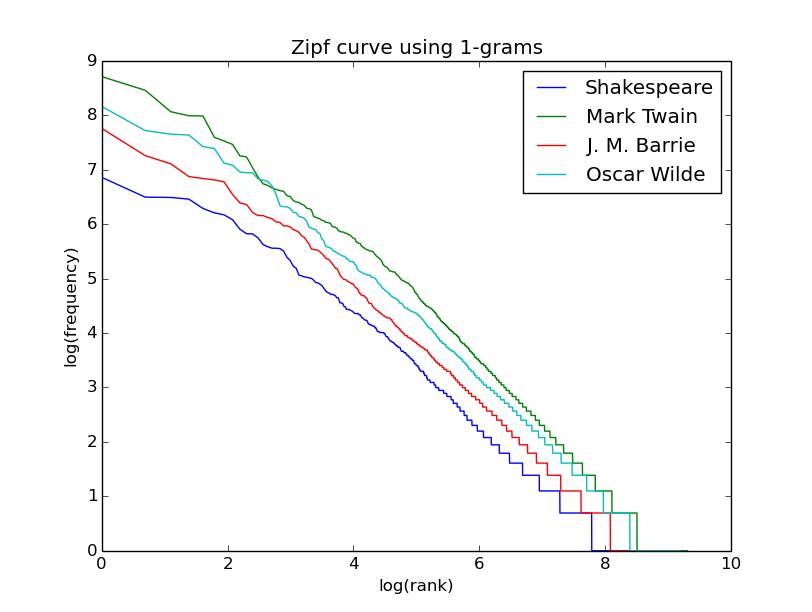 Zipf curve using 1-grams
Shakespeare
Mark Twain
J. M. Barrie
Oscar Wilde
log(frequency)
9
8
7
6
5
4
3
2
1
0
0 2 4 6 8 10
log(rank)